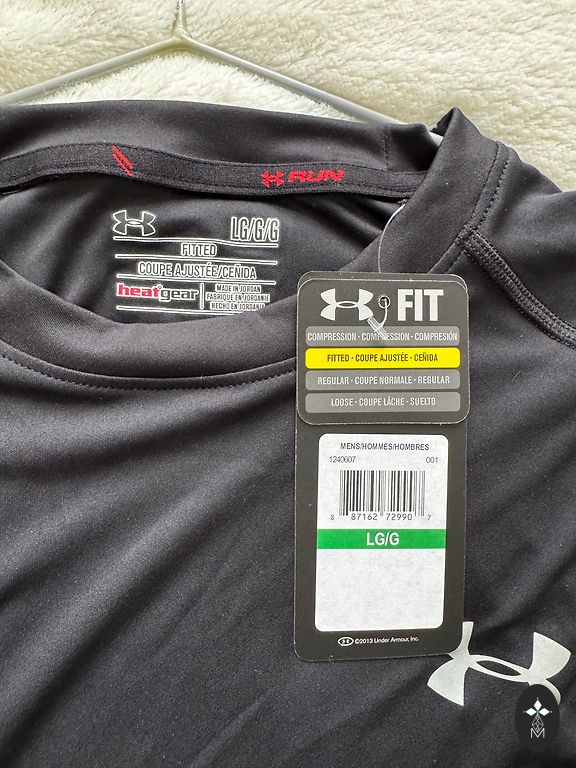 RUN
LG/G/G
FITTED
COUPE AJUSTÉE/CEÑIDA
heatgear
MADE IN JORDAN
FABRIQUE EN JORDANIE
HECHO EN JORDANIA
FIT
COMPRESSION - COMPRESSION - COMPRESIÓN
FITTED - COUPE AJUSTÉE - CEÑIDA
REGULAR - COUPE NORMALE - REGULAR
LOOSE - COUPE LÂCHE - SUELTO
MENS/HOMMES/HOMBRES
1240607 001
8 87162 72990 7
LG/G
©2013 Under Armour, Inc.
M